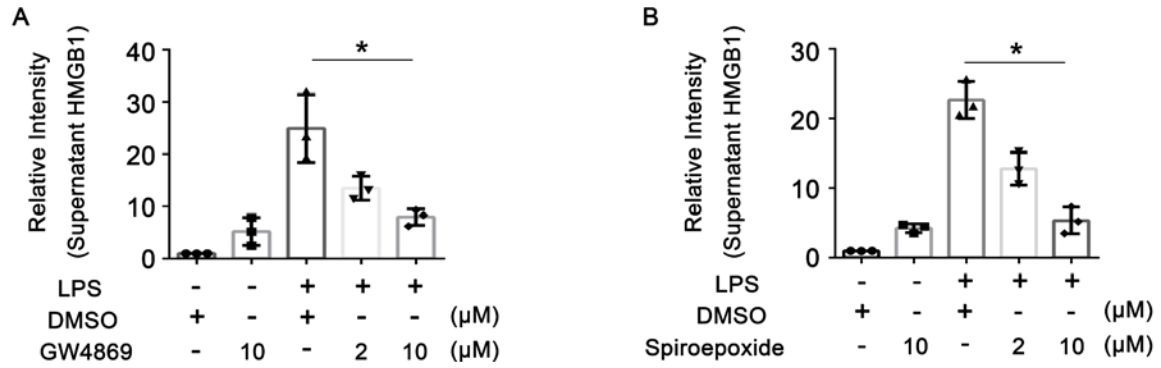 A
Relative Intensity
(Supernatant HMGB1)
40
30
20
10
0
*
LPS - - + + +
DMSO + - + - - (μM)
GW4869 - 10 - 2 10 (μM)
B
Relative Intensity
(Supernatant HMGB1)
30
20
10
0
*
LPS - - + + +
DMSO + - + - - (μM)
Spiroepoxide - 10 - 2 10 (μM)